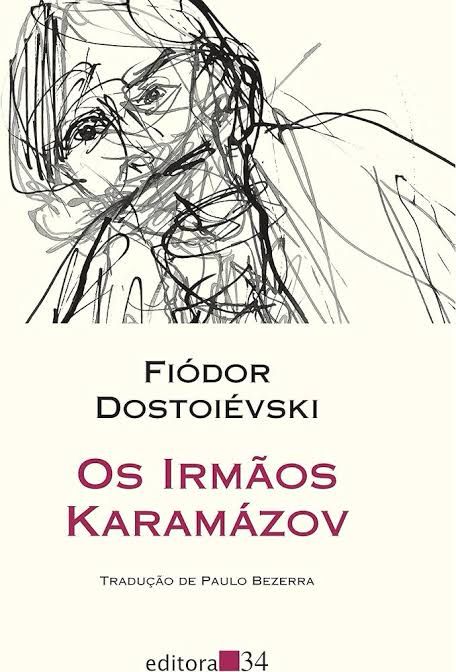 Fiódor
Dostoiévski
Os Irmãos
Karamázov
Tradução de Paulo Bezerra
editora 34